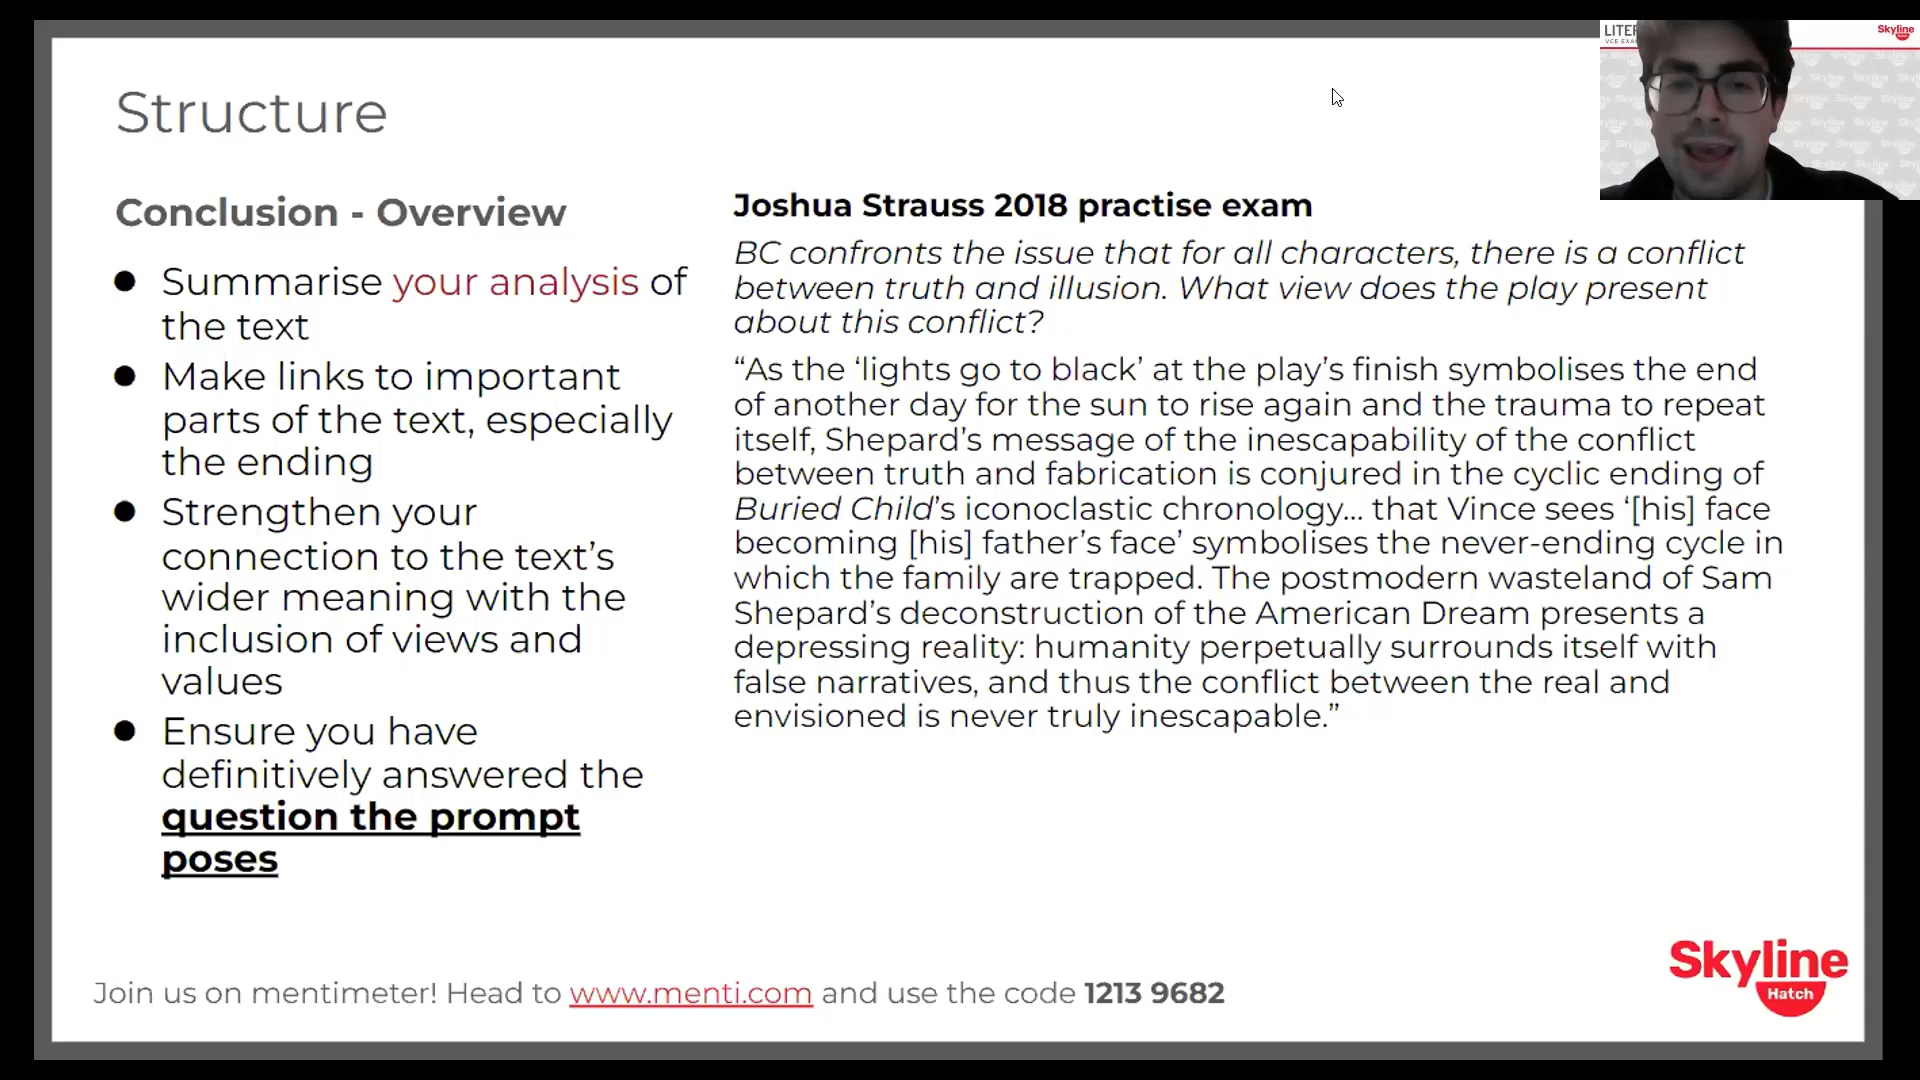 Structure
Conclusion - Overview
● Summarise your analysis of
the text
● Make links to important
parts of the text, especially
the ending
● Strengthen your
connection to the text’s
wider meaning with the
inclusion of views and
values
● Ensure you have
definitively answered the
question the prompt
poses
Joshua Strauss 2018 practise exam
BC confronts the issue that for all characters, there is a conflict
between truth and illusion. What view does the play present
about this conflict?
“As the ‘lights go to black’ at the play’s finish symbolises the end
of another day for the sun to rise again and the trauma to repeat
itself, Shepard’s message of the inescapability of the conflict
between truth and fabrication is conjured in the cyclic ending of
Buried Child’s iconoclastic chronology... that Vince sees ‘[his] face
becoming [his] father’s face’ symbolises the never-ending cycle in
which the family are trapped. The postmodern wasteland of Sam
Shepard’s deconstruction of the American Dream presents a
depressing reality: humanity perpetually surrounds itself with
false narratives, and thus the conflict between the real and
envisioned is never truly inescapable.”
Skyline
Join us on mentimeter! Head to www.menti.com and use the code 1213 9682
Skyline
Hatch